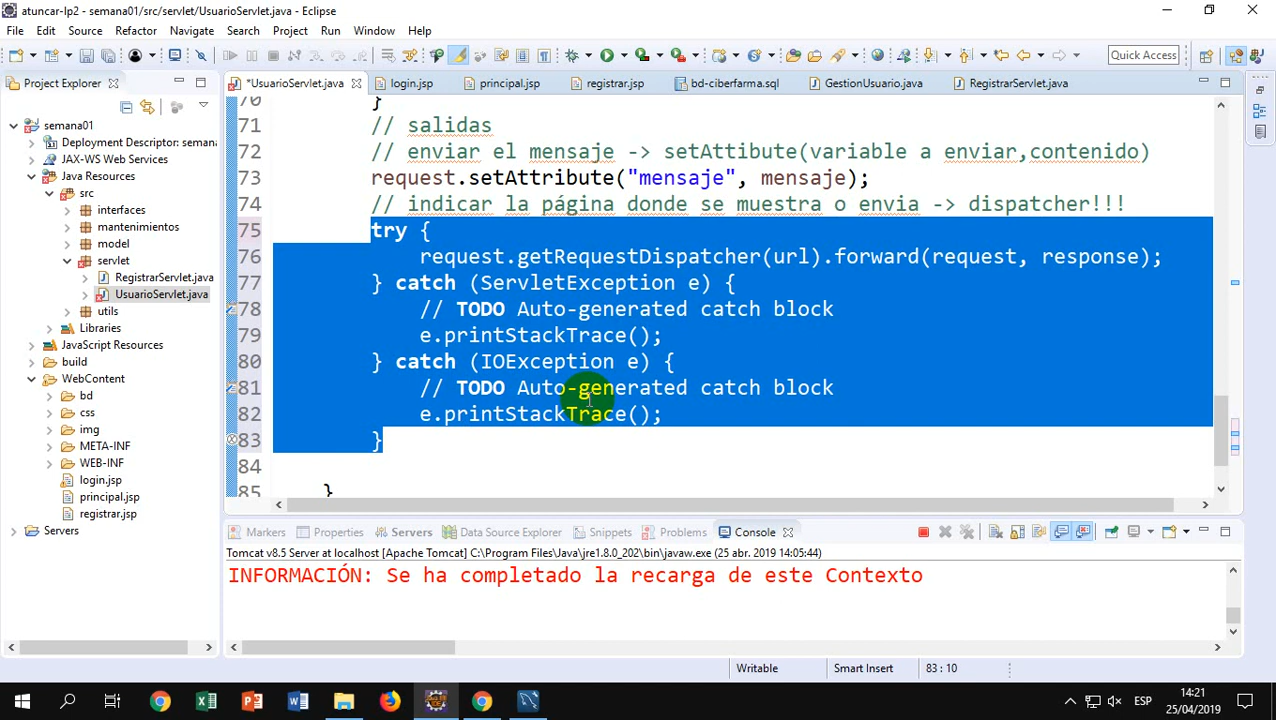 atuncar-lp2 - semana01/src/servlet/UsuarioServlet.java - Eclipse
File Edit Source Refactor Navigate Search Project Run Window Help
Quick Access
Project Explorer
*UsuarioServlet.java login.jsp principal.jsp registrar.jsp bd-ciberfarma.sql GestionUsuario.java RegistrarServlet.java
semana01
Deployment Descriptor: semana
JAX-WS Web Services
Java Resources
src
interfaces
mantenimientos
model
servlet
RegistrarServlet.java
UsuarioServlet.java
utils
Libraries
JavaScript Resources
build
WebContent
bd
css
img
META-INF
WEB-INF
login.jsp
principal.jsp
registrar.jsp
Servers
70 }
71 // salidas
72 // enviar el mensaje -> setAttibute(variable a enviar,contenido)
73 request.setAttribute("mensaje", mensaje);
74 // indicar la página donde se muestra o envia -> dispatcher!!!
75 try {
76 request.getRequestDispatcher(url).forward(request, response);
77 } catch (ServletException e) {
78 // TODO Auto-generated catch block
79 e.printStackTrace();
80 } catch (IOException e) {
81 // TODO Auto-generated catch block
82 e.printStackTrace();
83 }
84
85 }
Markers Properties Servers Data Source Explorer Snippets Problems Console
Tomcat v8.5 Server at localhost [Apache Tomcat] C:\Program Files\Java\jre1.8.0_202\bin\javaw.exe (25 abr. 2019 14:05:44)
INFORMACIÓN: Se ha completado la recarga de este Contexto
Writable Smart Insert 83 : 10
ESP
14:21
25/04/2019